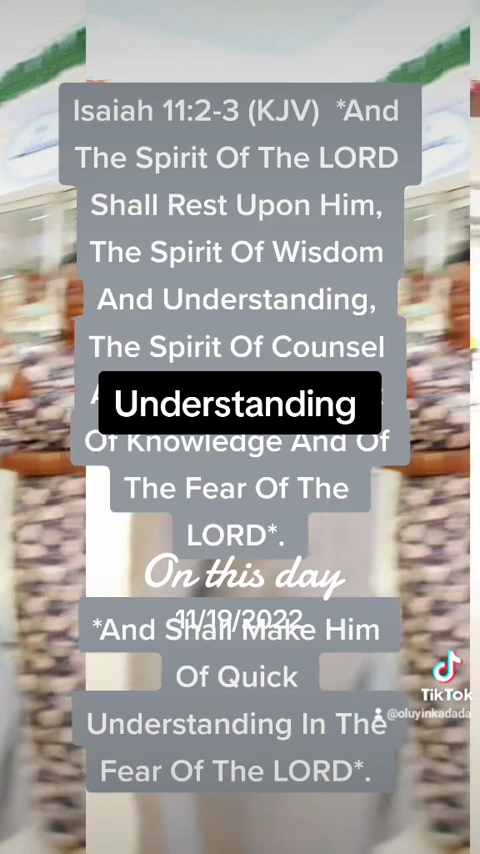 Isaiah 11:2-3 (KJV) *And
The Spirit Of The LORD
Shall Rest Upon Him,
The Spirit Of Wisdom
And Understanding,
The Spirit Of Counsel
Understanding
Of Knowledge And Of
The Fear Of The
LORD*.
On this day
11/19/2022
*And Shall Make Him
Of Quick
Understanding In The
Fear Of The LORD*.
TikTok
@oluyinkadada